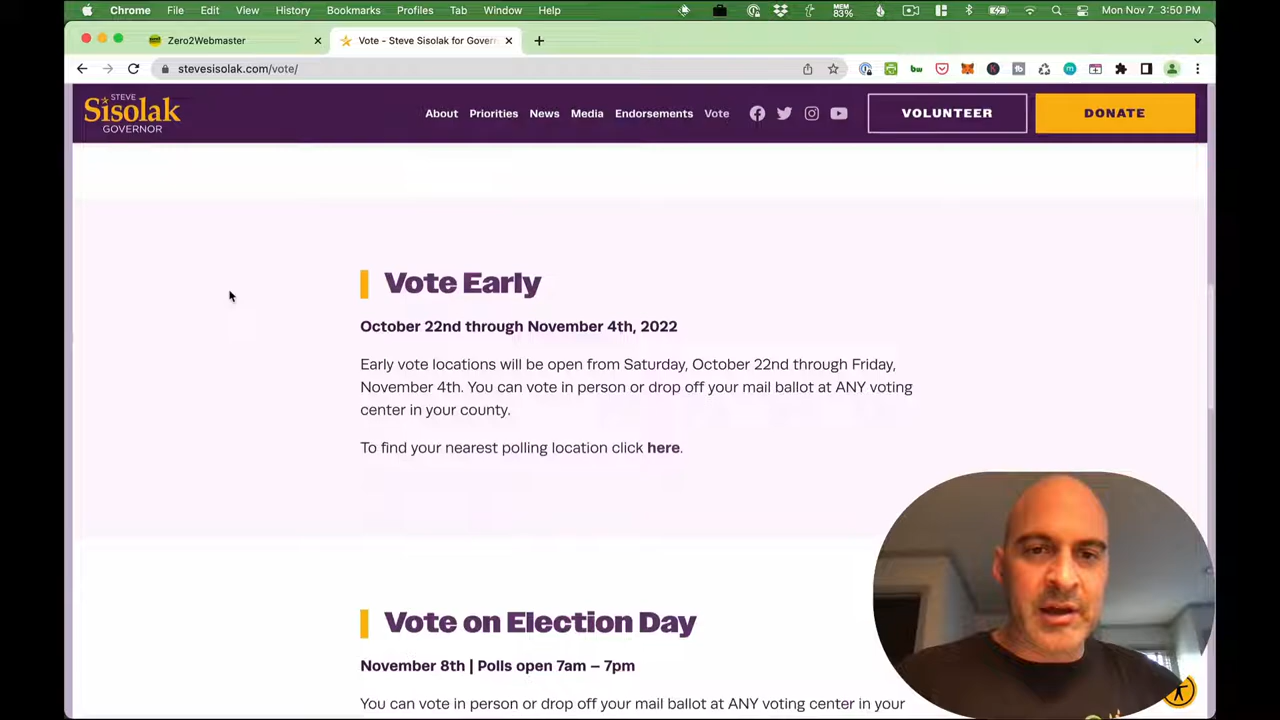 Chrome File Edit View History Bookmarks Profiles Tab Window Help MEM 83% Mon Nov 7 3:50 PM
Zero2Webmaster Vote - Steve Sisolak for Govern
stevesisolak.com/vote/
STEVE
Sisolak
GOVERNOR
About Priorities News Media Endorsements Vote VOLUNTEER DONATE
Vote Early
October 22nd through November 4th, 2022
Early vote locations will be open from Saturday, October 22nd through Friday,
November 4th. You can vote in person or drop off your mail ballot at ANY voting
center in your county.
To find your nearest polling location click here.
Vote on Election Day
November 8th | Polls open 7am – 7pm
You can vote in person or drop off your mail ballot at ANY voting center in your